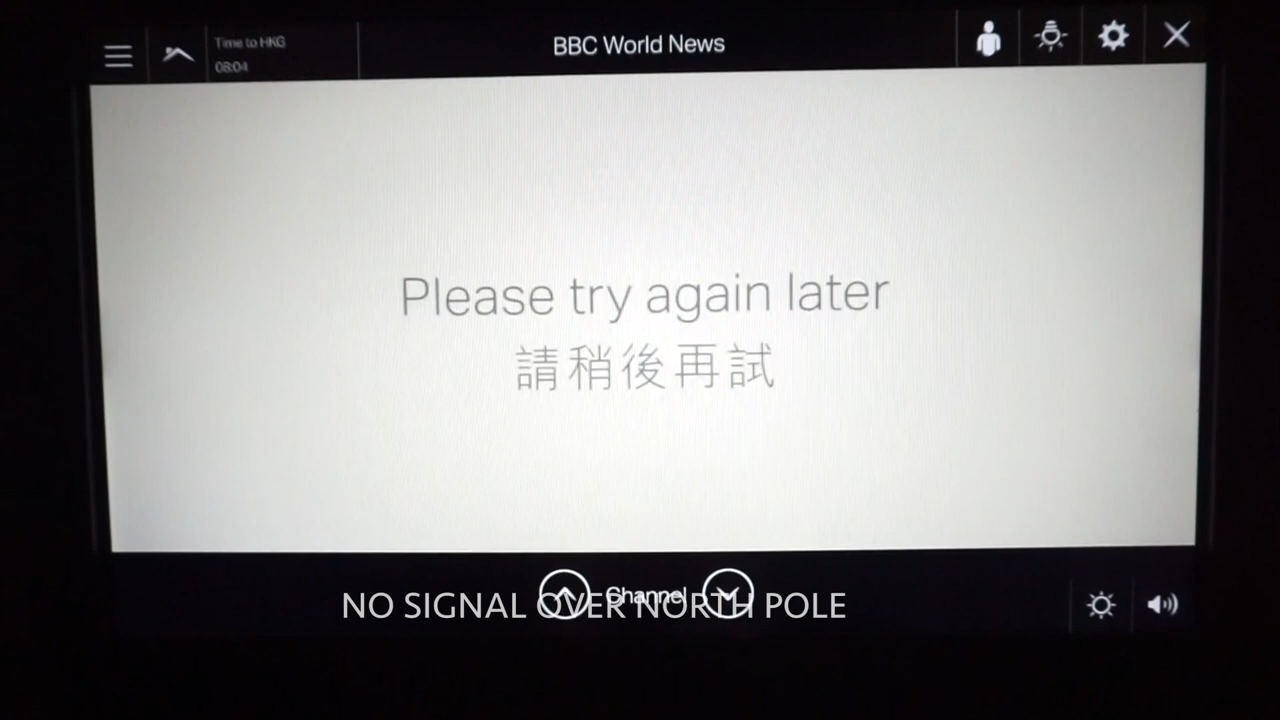 Time to HKG
08:04
BBC World News
Please try again later
請稍後再試
Channel
NO SIGNAL OVER NORTH POLE